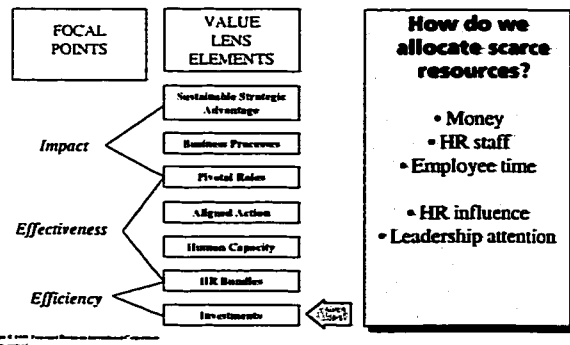 FOCAL
POINTS
VALUE
LENS
ELEMENTS
Impact
Effectiveness
Efficiency
Sustainable Strategic
Advantage
Business Processes
Pivotal Roles
Aligned Action
Human Capacity
HR Bundles
Investments
How do we
allocate scarce
resources?
• Money
• HR staff
• Employee time
• HR influence
• Leadership attention